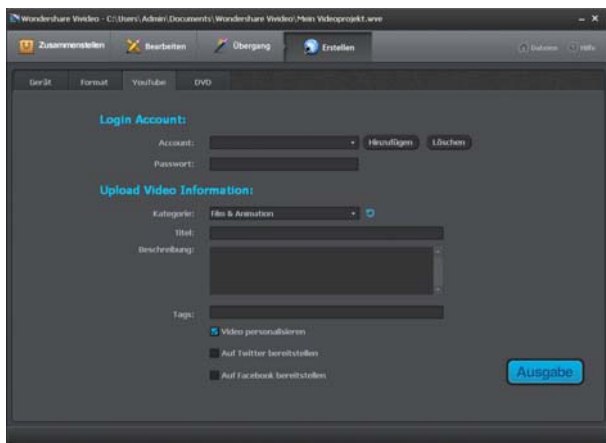 Wondershare Vivideo - C:\Users\Admin\Documents\Wondershare Vivideo\Mein Videoprojekt.wve
Zusammenstellen Bearbeiten Übergang Erstellen Dateien Hilfe
Gerät Format YouTube DVD
Login Account:
Account: Hinzufügen Löschen
Passwort:
Upload Video Information:
Kategorie: Film & Animation
Titel:
Beschreibung:
Tags:
Video personalisieren
Auf Twitter bereitstellen
Auf Facebook bereitstellen
Ausgabe